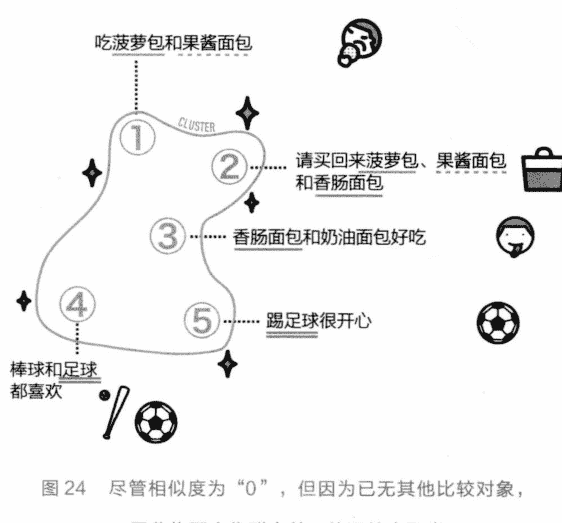 吃菠萝包和果酱面包
CLUSTER
①
②
请买回来菠萝包、果酱面包
和香肠面包
③
香肠面包和奶油面包好吃
④
⑤
踢足球很开心
棒球和足球
都喜欢
图24 尽管相似度为“0”，但因为已无其他比较对象，